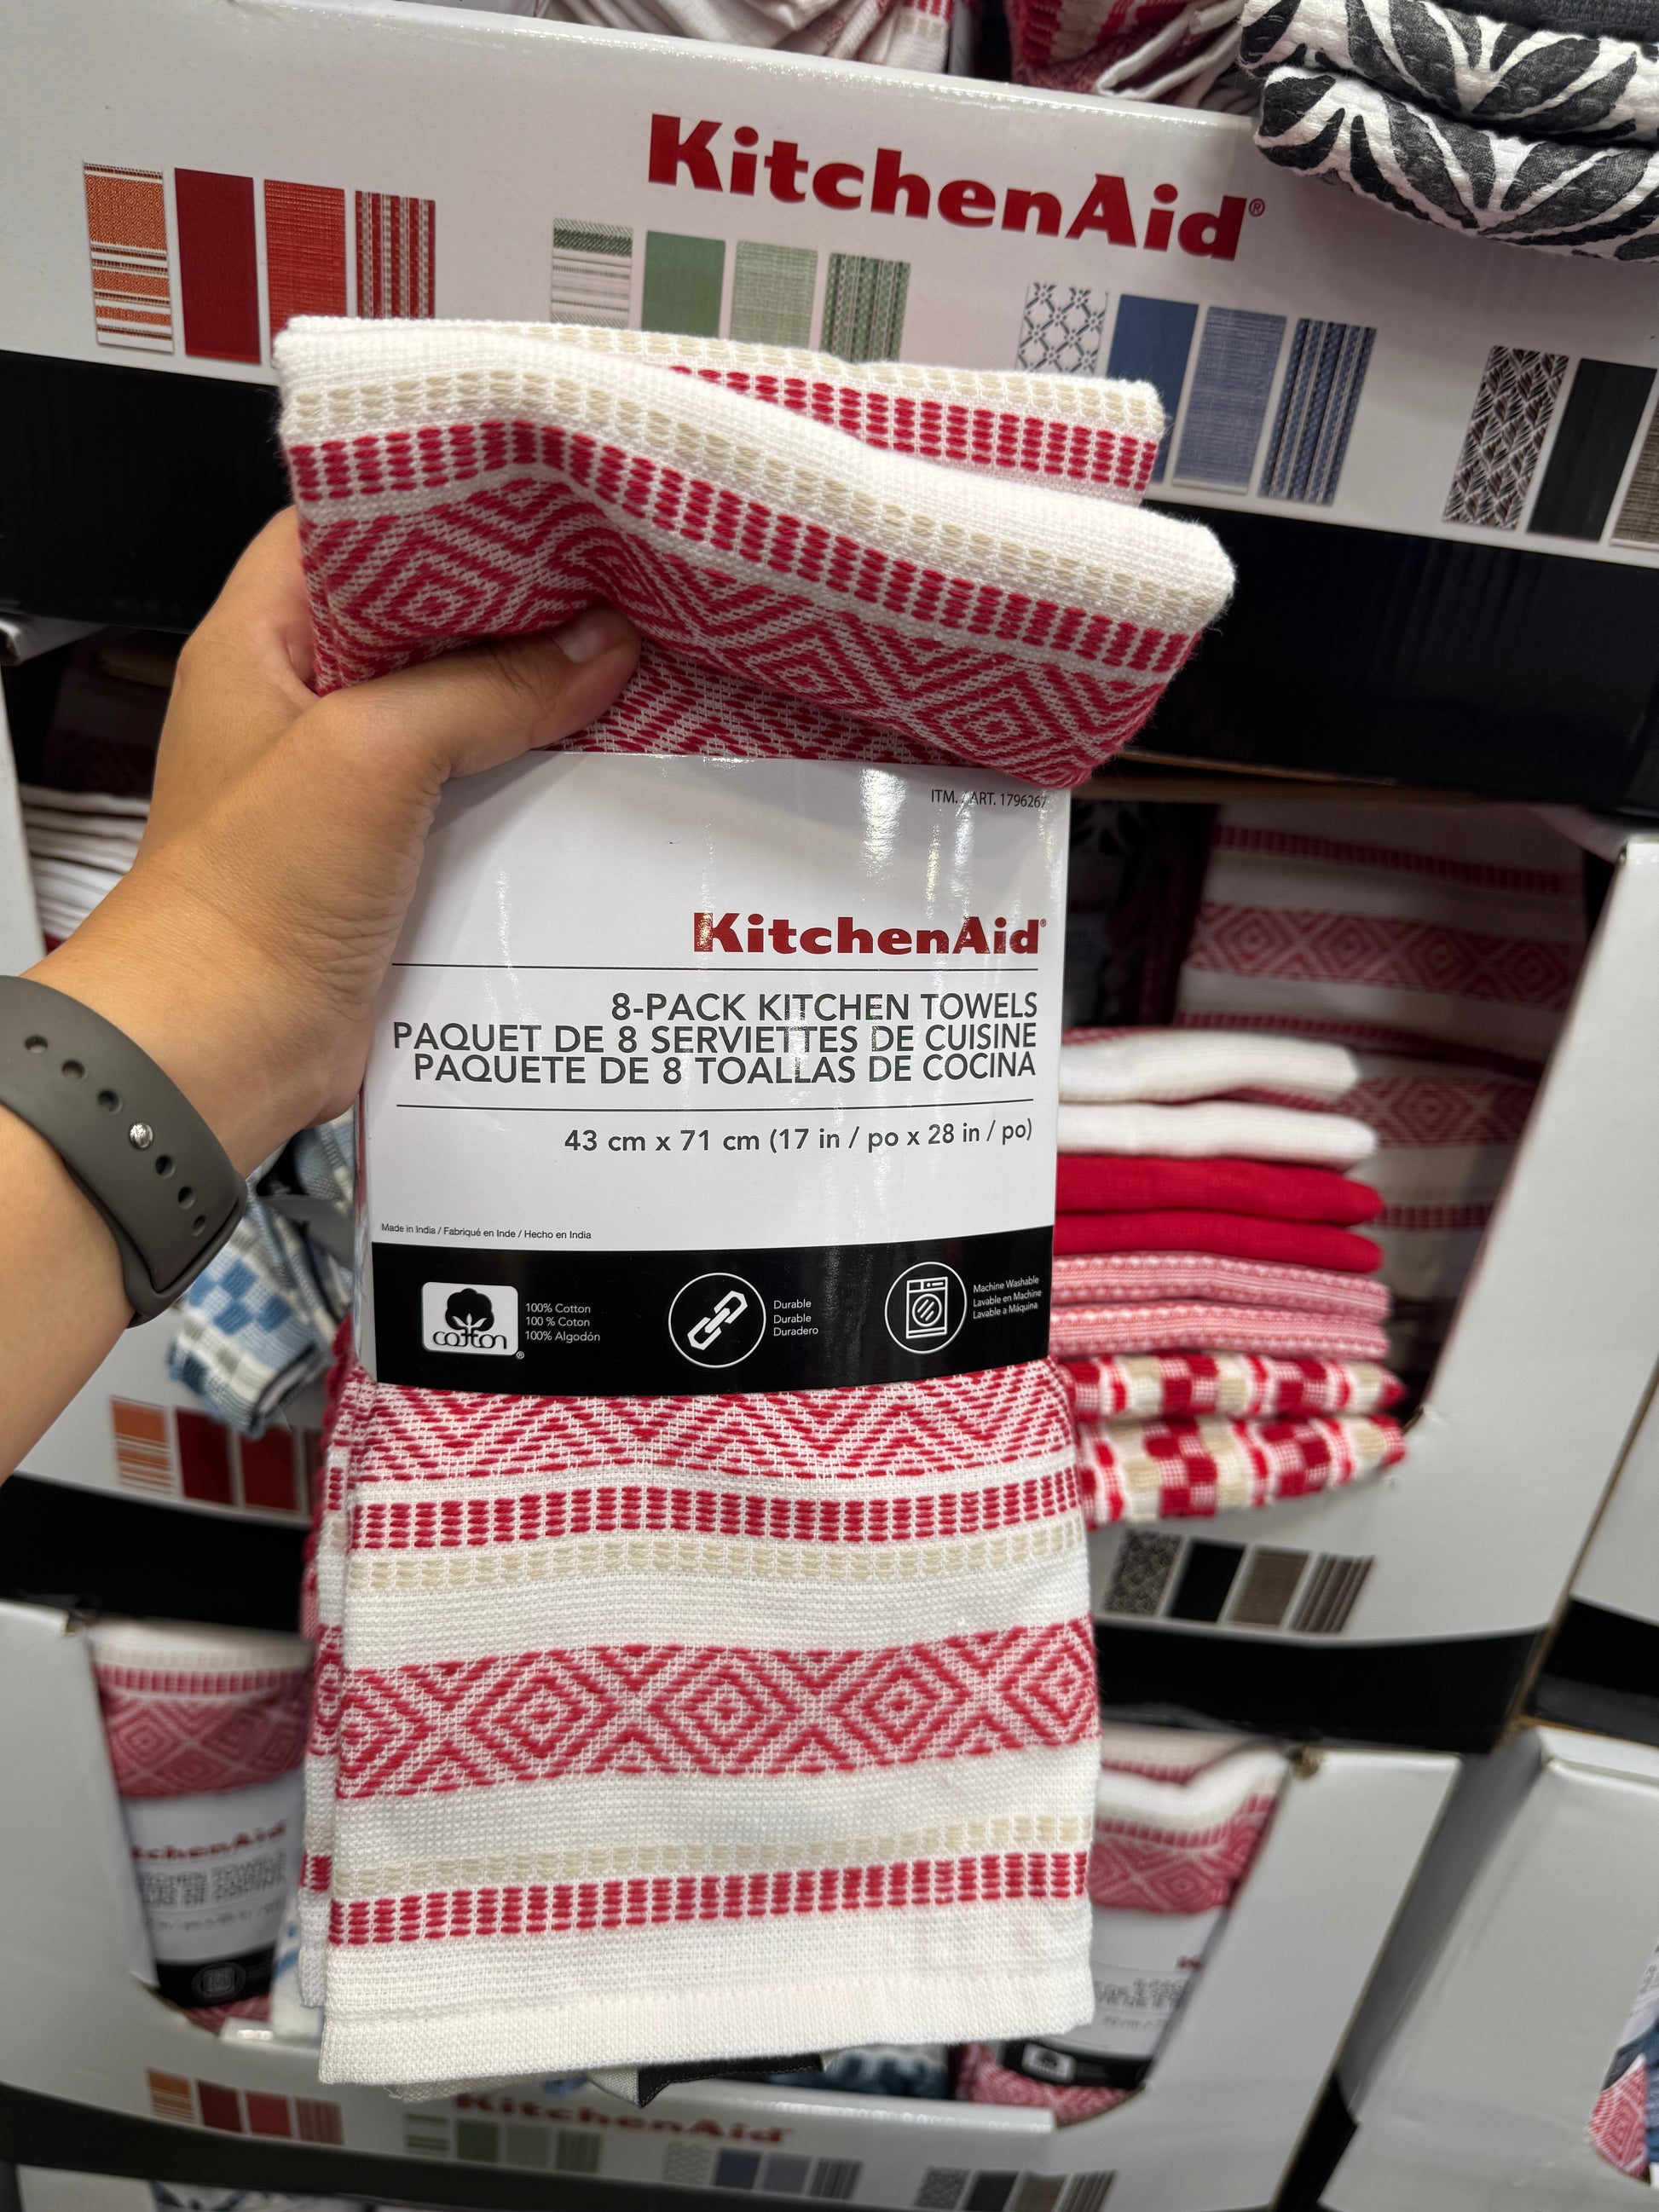 KitchenAid®
ITM. / ART. 1796267
KitchenAid®
8-PACK KITCHEN TOWELS
PAQUET DE 8 SERVIETTES DE CUISINE
PAQUETE DE 8 TOALLAS DE COCINA
43 cm x 71 cm (17 in / po x 28 in / po)
Made in India / Fabriqué en Inde / Hecho en India
cotton®
100% Cotton
100 % Coton
100% Algodón
Durable
Durable
Duradero
Machine Washable
Lavable en Machine
Lavable a Máquina
KitchenAid
KitchenAid